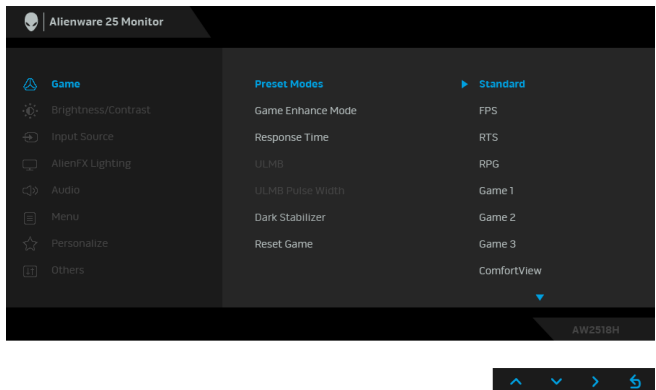 Alienware 25 Monitor
Game Preset Modes Standard
Brightness/Contrast Game Enhance Mode FPS
Input Source Response Time RTS
AlienFX Lighting ULMB RPG
Audio ULMB Pulse Width Game 1
Menu Dark Stabilizer Game 2
Personalize Reset Game Game 3
Others ComfortView
AW2518H